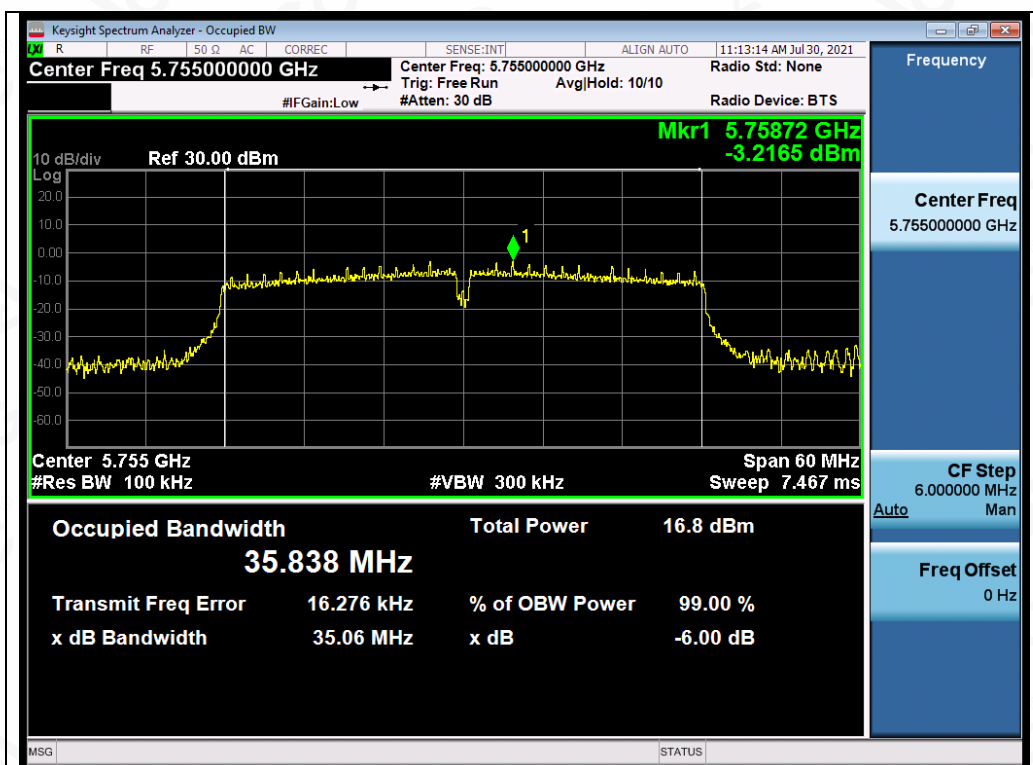 Keysight Spectrum Analyzer - Occupied BW
LXI R RF 50 Ω AC CORREC SENSE:INT ALIGN AUTO 11:13:14 AM Jul 30, 2021
Center Freq 5.755000000 GHz
Center Freq: 5.755000000 GHz
Radio Std: None
Trig: Free Run Avg|Hold: 10/10
#IFGain:Low
#Atten: 30 dB
Radio Device: BTS
Mkr1 5.75872 GHz
-3.2165 dBm
10 dB/div Ref 30.00 dBm
Log
20.0
10.0
0.00
-10.0
-20.0
-30.0
-40.0
-50.0
-60.0
1
Center 5.755 GHz
Span 60 MHz
#Res BW 100 kHz
#VBW 300 kHz
Sweep 7.467 ms
Occupied Bandwidth
35.838 MHz
Total Power 16.8 dBm
Transmit Freq Error 16.276 kHz
% of OBW Power 99.00 %
x dB Bandwidth 35.06 MHz
x dB -6.00 dB
Frequency
Center Freq
5.755000000 GHz
CF Step
6.000000 MHz
Auto Man
Freq Offset
0 Hz
MSG
STATUS